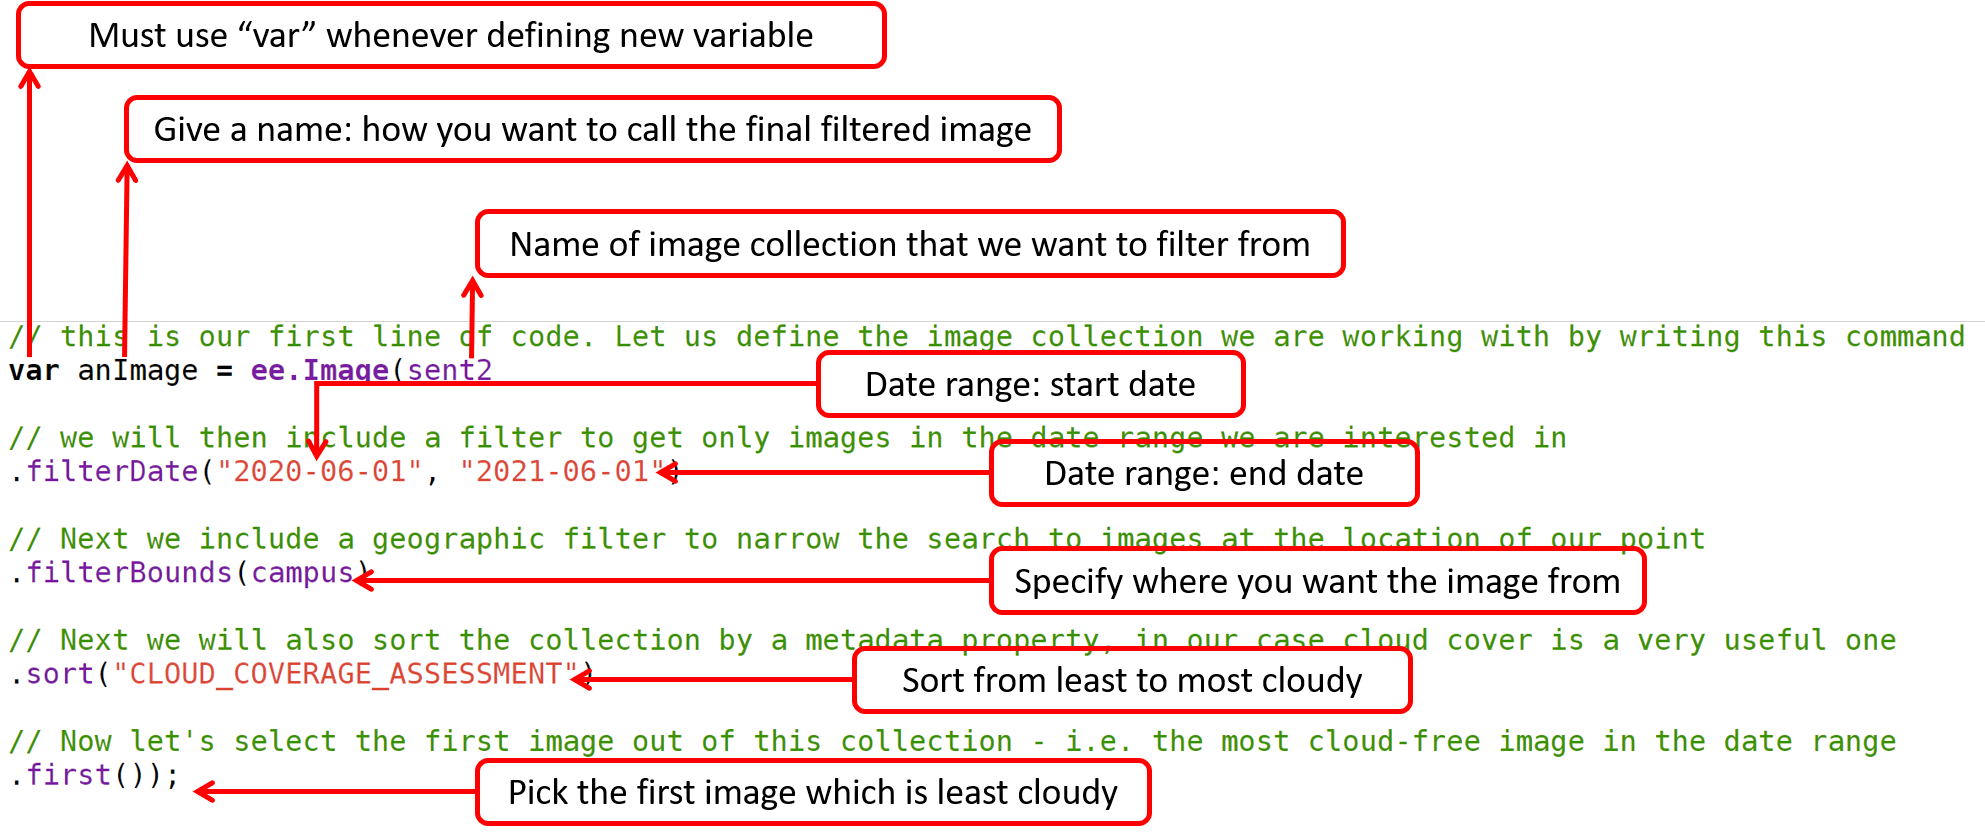 Must use “var” whenever defining new variable
Give a name: how you want to call the final filtered image
Name of image collection that we want to filter from
// this is our first line of code. Let us define the image collection we are working with by writing this command
var anImage = ee.Image(sent2
Date range: start date
// we will then include a filter to get only images in the date range we are interested in
.filterDate("2020-06-01", "2021-06-01")
Date range: end date
// Next we include a geographic filter to narrow the search to images at the location of our point
.filterBounds(campus)
Specify where you want the image from
// Next we will also sort the collection by a metadata property, in our case cloud cover is a very useful one
.sort("CLOUD_COVERAGE_ASSESSMENT")
Sort from least to most cloudy
// Now let's select the first image out of this collection - i.e. the most cloud-free image in the date range
.first());
Pick the first image which is least cloudy